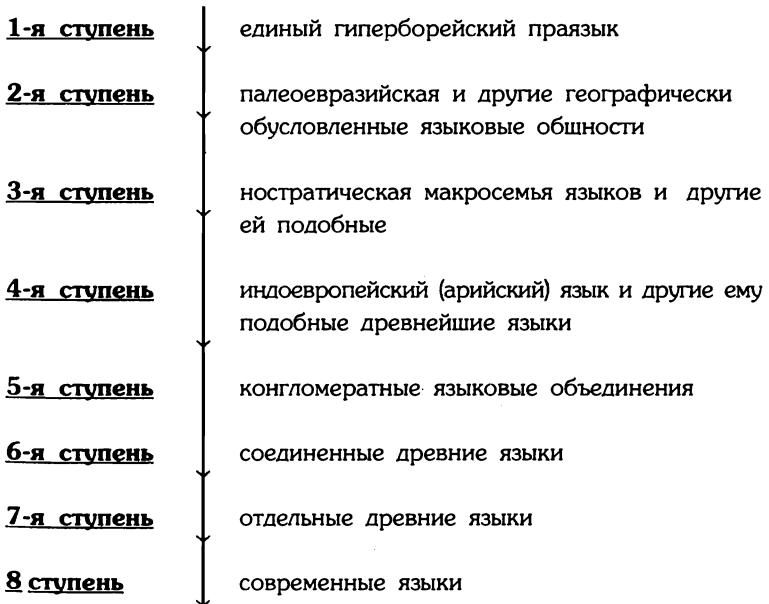 1-я ступень единый гиперборейский праязык
2-я ступень палеоевразийская и другие географически
обусловленные языковые общности
3-я ступень ностратическая макросемья языков и другие
ей подобные
4-я ступень индоевропейский (арийский) язык и другие ему
подобные древнейшие языки
5-я ступень конгломератные языковые объединения
6-я ступень соединенные древние языки
7-я ступень отдельные древние языки
8 ступень современные языки